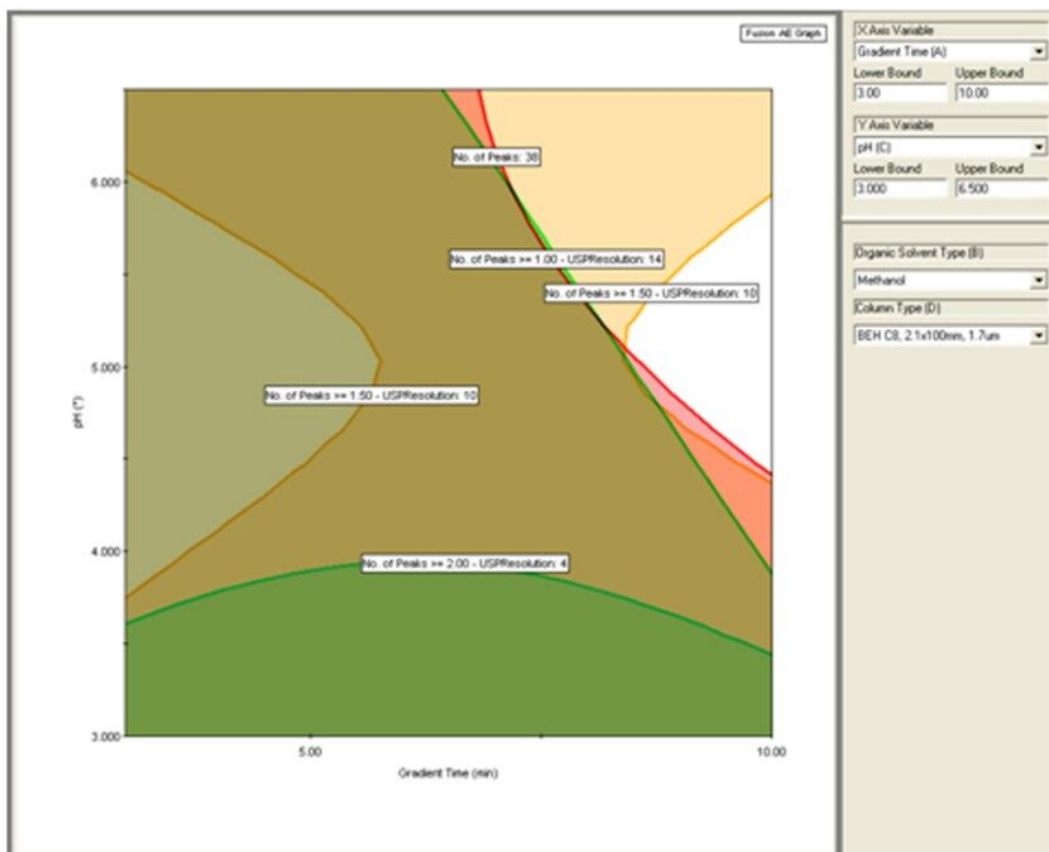 Fusion AE Graph
No. of Peaks: 38
No. of Peaks >= 1.00 - USPResolution: 14
No. of Peaks >= 1.50 - USPResolution: 10
No. of Peaks >= 1.50 - USPResolution: 10
No. of Peaks >= 2.00 - USPResolution: 4
6.000
5.000
4.000
3.000
pH (*)
5.00
10.00
Gradient Time (min)
X Axis Variable
Gradient Time (A)
Lower Bound Upper Bound
3.00 10.00
Y Axis Variable
pH (C)
Lower Bound Upper Bound
3.000 6.500
Organic Solvent Type (B)
Methanol
Column Type (D)
BEH C8, 2.1x100mm, 1.7um